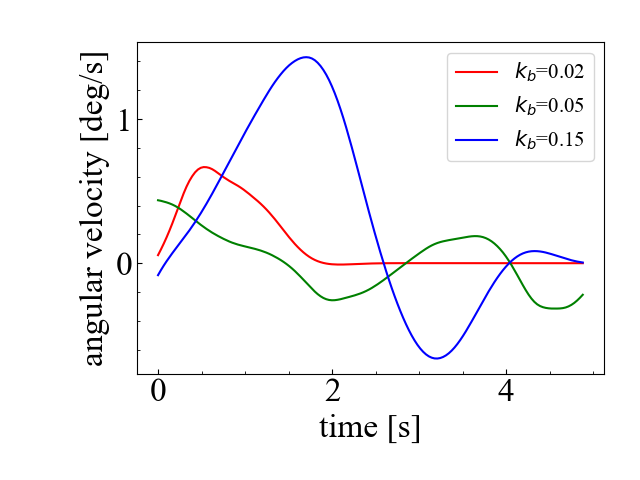 angular velocity [deg/s]
1
0
k_b=0.02
k_b=0.05
k_b=0.15
0 2 4
time [s]